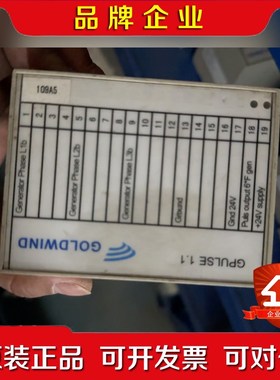 品牌企业
109A5
1 Generator Phase L1b
2
3
4
5 Generator Phase L2b
6
7
8
9 Generator Phase L3b
10
11
12
13 Ground
14
15
16
17 Gnd 24V
18 Puls output 6*F gen
19 +24V supply
GOLDWIND
GPULSE 1.1
装正品 可开发票 可对